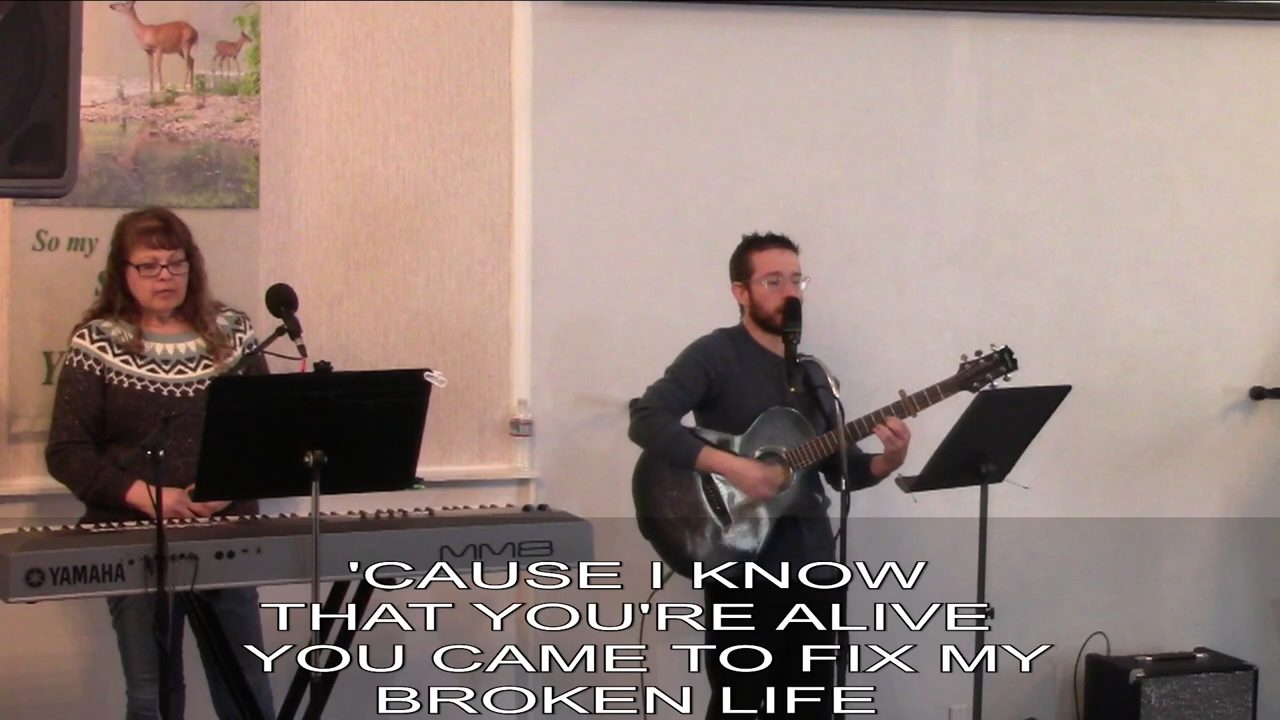 So my
Y
YAMAHA
MM8
'CAUSE I KNOW
THAT YOU'RE ALIVE
YOU CAME TO FIX MY
BROKEN LIFE